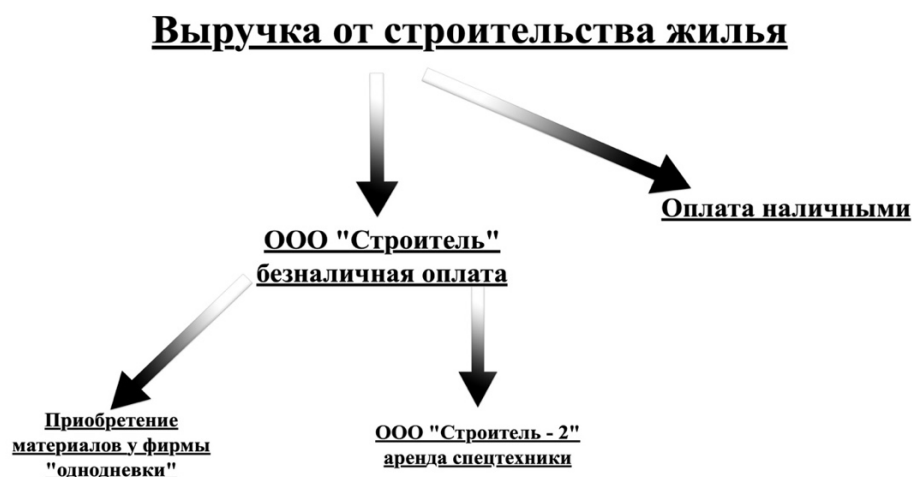 Выручка от строительства жилья
Оплата наличными
ООО "Строитель"
безналичная оплата
Приобретение
материалов у фирмы
"однодневки"
ООО "Строитель - 2"
аренда спецтехники